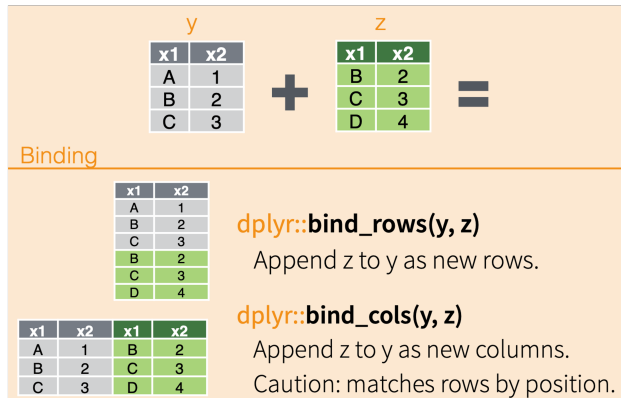 y z
x1 x2 x1 x2
A 1 B 2
B 2 + C 3 =
C 3 D 4
Binding
x1 x2
A 1
B 2
C 3
B 2
C 3
D 4
dplyr::bind_rows(y, z)
Append z to y as new rows.
x1 x2 x1 x2
A 1 B 2
B 2 C 3
C 3 D 4
dplyr::bind_cols(y, z)
Append z to y as new columns.
Caution: matches rows by position.